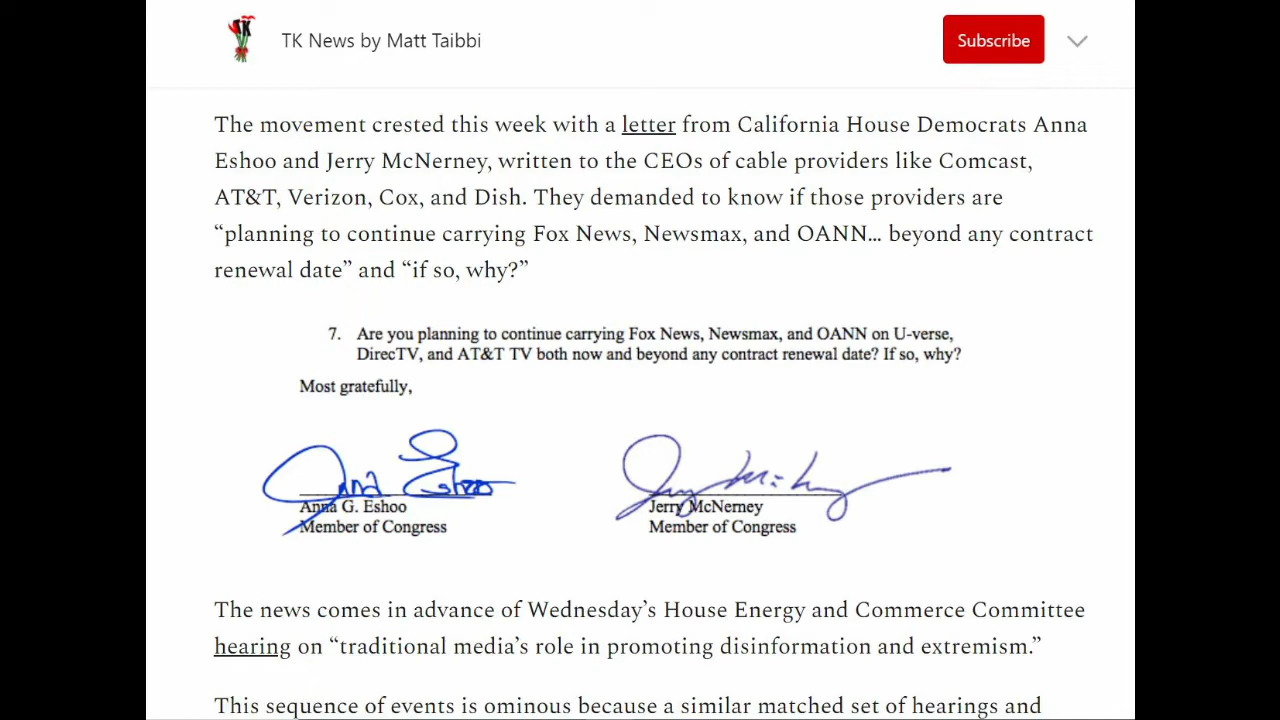 TK
TK News by Matt Taibbi
Subscribe
The movement crested this week with a letter from California House Democrats Anna
Eshoo and Jerry McNerney, written to the CEOs of cable providers like Comcast,
AT&T, Verizon, Cox, and Dish. They demanded to know if those providers are
“planning to continue carrying Fox News, Newsmax, and OANN… beyond any contract
renewal date” and “if so, why?”
7. Are you planning to continue carrying Fox News, Newsmax, and OANN on U-verse,
DirecTV, and AT&T TV both now and beyond any contract renewal date? If so, why?
Most gratefully,
Anna Eshoo
Jerry McNerney
Anna G. Eshoo
Jerry McNerney
Member of Congress
Member of Congress
The news comes in advance of Wednesday’s House Energy and Commerce Committee
hearing on “traditional media’s role in promoting disinformation and extremism.”
This sequence of events is ominous because a similar matched set of hearings and